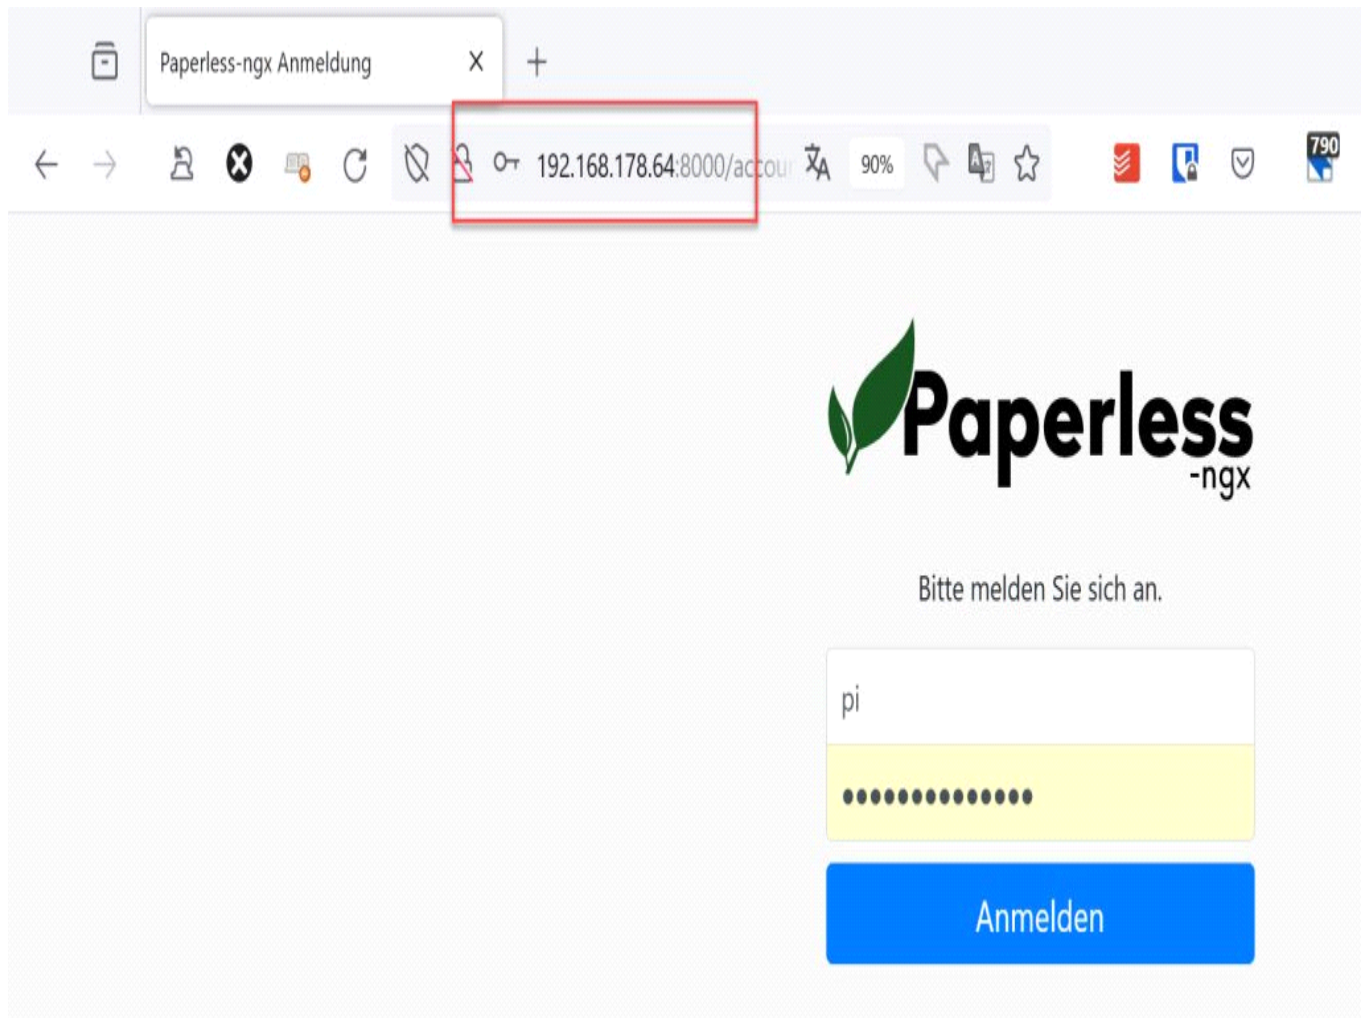 Paperless-ngx Anmeldung
192.168.178.64:8000/accou
90%
790
Paperless
-ngx
Bitte melden Sie sich an.
pi
Anmelden